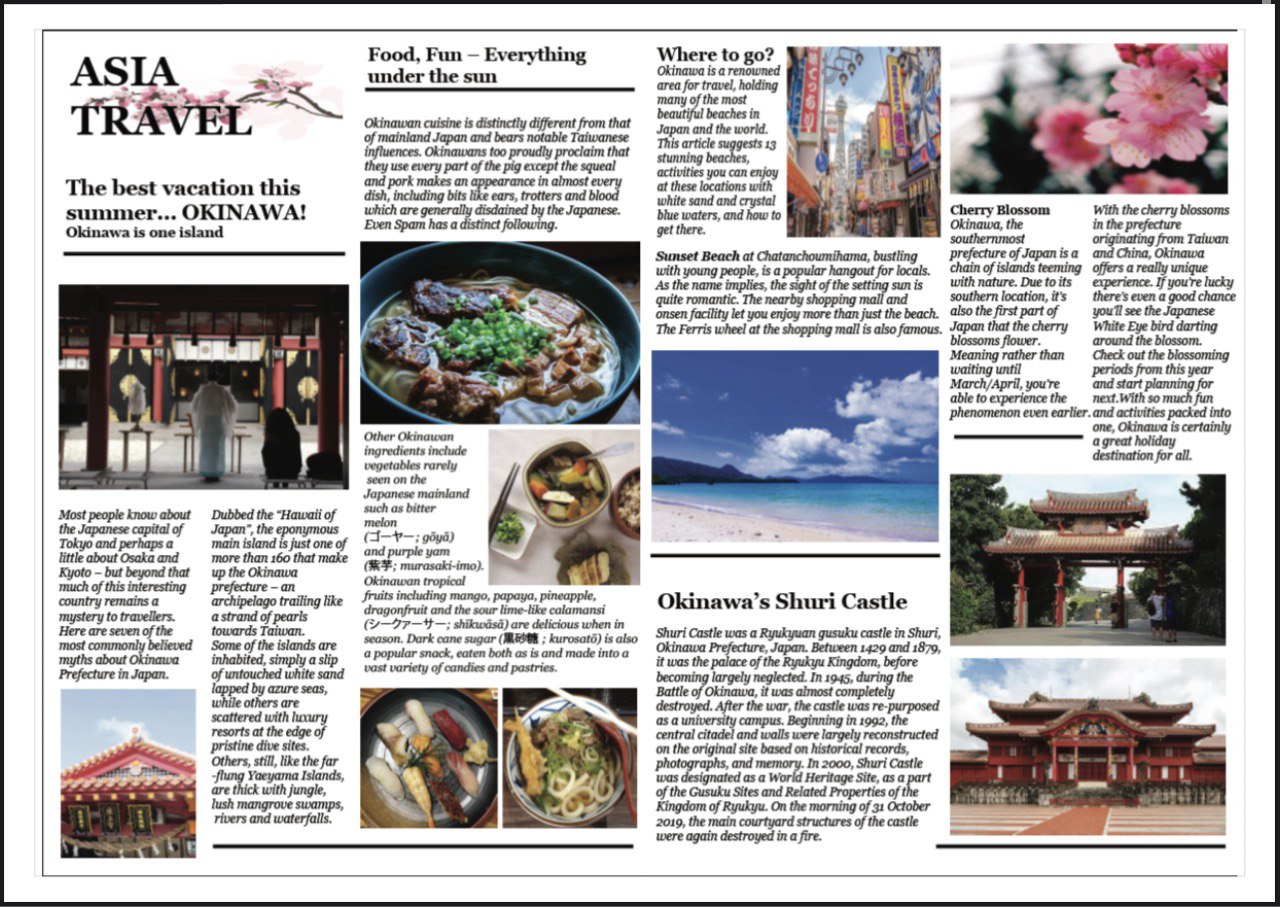 ASIA
TRAVEL
The best vacation this
summer... OKINAWA!
Okinawa is one island
Most people know about
the Japanese capital of
Tokyo and perhaps a
little about Osaka and
Kyoto – but beyond that
much of this interesting
country remains a
mystery to travellers.
Here are seven of the
most commonly believed
myths about Okinawa
Prefecture in Japan.
Dubbed the “Hawaii of
Japan”, the eponymous
main island is just one of
more than 160 that make
up the Okinawa
prefecture – an
archipelago trailing like
a strand of pearls
towards Taiwan.
Some of the islands are
inhabited, simply a slip
of untouched white sand
lapped by azure seas,
while others are
scattered with luxury
resorts at the edge of
pristine dive sites.
Others, still, like the far
-flung Yaeyama Islands,
are thick with jungle,
lush mangrove swamps,
rivers and waterfalls.
Food, Fun – Everything
under the sun
Okinawan cuisine is distinctly different from that
of mainland Japan and bears notable Taiwanese
influences. Okinawans too proudly proclaim that
they use every part of the pig except the squeal
and pork makes an appearance in almost every
dish, including bits like ears, trotters and blood
which are generally disdained by the Japanese.
Even Spam has a distinct following.
Other Okinawan
ingredients include
vegetables rarely
seen on the
Japanese mainland
such as bitter
melon
(ゴーヤー; gōyā)
and purple yam
(紫芋; murasaki-imo).
Okinawan tropical
fruits including mango, papaya, pineapple,
dragonfruit and the sour lime-like calamansi
(シークァーサー; shīkwāsā) are delicious when in
season. Dark cane sugar (黒砂糖 ; kurosatō) is also
a popular snack, eaten both as is and made into a
vast variety of candies and pastries.
Where to go?
Okinawa is a renowned
area for travel, holding
many of the most
beautiful beaches in
Japan and the world.
This article suggests 13
stunning beaches,
activities you can enjoy
at these locations with
white sand and crystal
blue waters, and how to
get there.
Sunset Beach at Chatanchoumihama, bustling
with young people, is a popular hangout for locals.
As the name implies, the sight of the setting sun is
quite romantic. The nearby shopping mall and
onsen facility let you enjoy more than just the beach.
The Ferris wheel at the shopping mall is also famous.
Okinawa’s Shuri Castle
Shuri Castle was a Ryukyuan gusuku castle in Shuri,
Okinawa Prefecture, Japan. Between 1429 and 1879,
it was the palace of the Ryukyu Kingdom, before
becoming largely neglected. In 1945, during the
Battle of Okinawa, it was almost completely
destroyed. After the war, the castle was re-purposed
as a university campus. Beginning in 1992, the
central citadel and walls were largely reconstructed
on the original site based on historical records,
photographs, and memory. In 2000, Shuri Castle
was designated as a World Heritage Site, as a part
of the Gusuku Sites and Related Properties of the
Kingdom of Ryukyu. On the morning of 31 October
2019, the main courtyard structures of the castle
were again destroyed in a fire.
Cherry Blossom
Okinawa, the
southernmost
prefecture of Japan is a
chain of islands teeming
with nature. Due to its
southern location, it’s
also the first part of
Japan that the cherry
blossoms flower.
Meaning rather than
waiting until
March/April, you’re
able to experience the
phenomenon even earlier.
With the cherry blossoms
in the prefecture
originating from Taiwan
and China, Okinawa
offers a really unique
experience. If you’re lucky
there’s even a good chance
you’ll see the Japanese
White Eye bird darting
around the blossom.
Check out the blossoming
periods from this year
and start planning for
next.With so much fun
and activities packed into
one, Okinawa is certainly
a great holiday
destination for all.